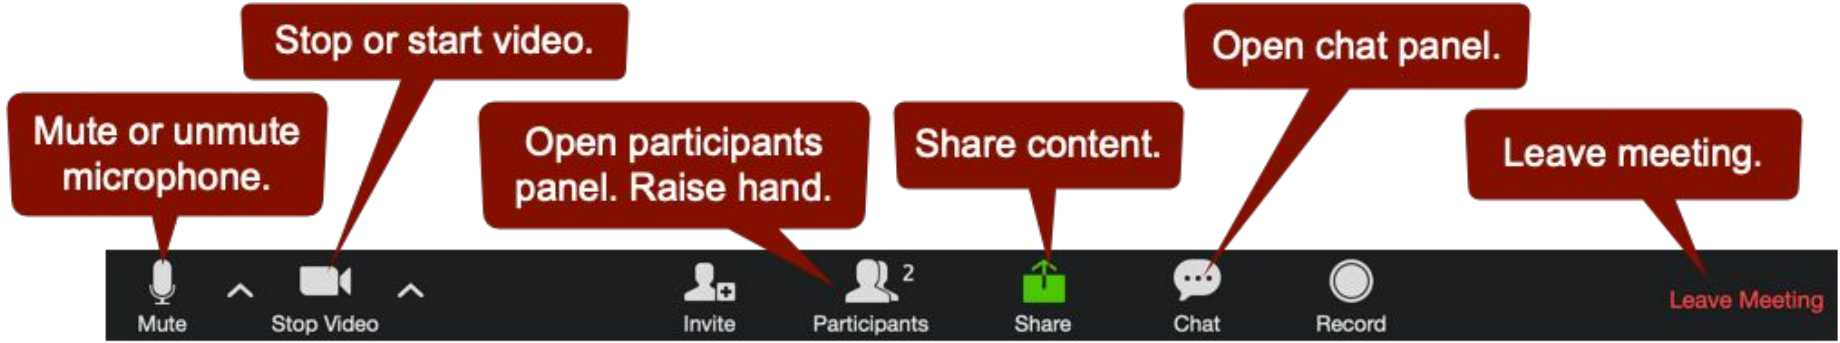 Stop or start video.
Open chat panel.
Mute or unmute
microphone.
Open participants
panel. Raise hand.
Share content.
Leave meeting.
2
Mute
Stop Video
Invite
Participants
Share
Chat
Record
Leave Meeting